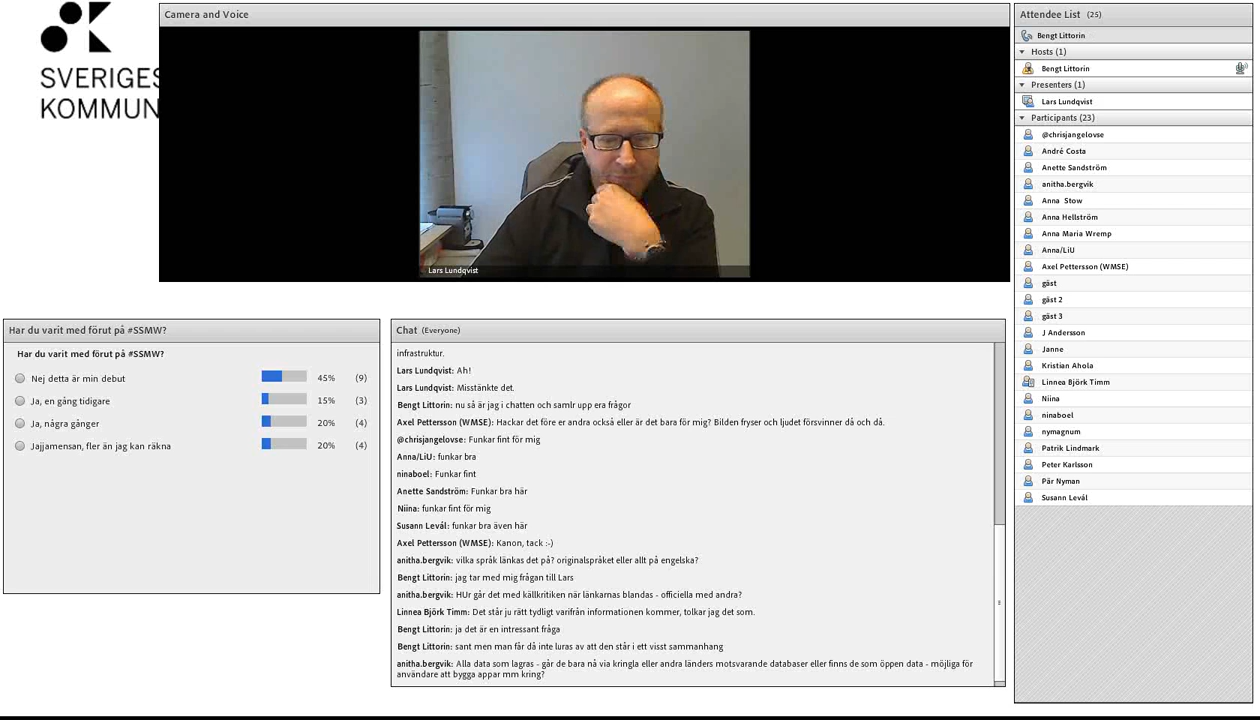 SVERIGES
KOMMUN
Camera and Voice
Lars Lundqvist
Attendee List (25)
Bengt Littorin
Hosts (1)
Bengt Littorin
Presenters (1)
Lars Lundqvist
Participants (23)
@chrisjangelovse
André Costa
Anette Sandström
anitha.bergvik
Anna Stow
Anna Hellström
Anna Maria Wremp
Anna/LiU
Axel Pettersson (WMSE)
gäst
gäst 2
gäst 3
J Andersson
Janne
Kristian Ahola
Linnea Björk Timm
Niina
ninaboel
nymagnum
Patrik Lindmark
Peter Karlsson
Pär Nyman
Susann Levál
Har du varit med förut på #SSMW?
Har du varit med förut på #SSMW?
Nej detta är min debut 45% (9)
Ja, en gång tidigare 15% (3)
Ja, några gånger 20% (4)
Jajjamensan, fler än jag kan räkna 20% (4)
Chat (Everyone)
infrastruktur.
Lars Lundqvist: Ah!
Lars Lundqvist: Misstänkte det.
Bengt Littorin: nu så är jag i chatten och samlr upp era frågor
Axel Pettersson (WMSE): Hackar det före er andra också eller är det bara för mig? Bilden fryser och ljudet försvinner då och då.
@chrisjangelovse: Funkar fint för mig
Anna/LiU: funkar bra
ninaboel: Funkar fint
Anette Sandström: Funkar bra här
Niina: funkar fint för mig
Susann Levál: funkar bra även här
Axel Pettersson (WMSE): Kanon, tack :-)
anitha.bergvik: vilka språk länkas det på? originalspråket eller allt på engelska?
Bengt Littorin: jag tar med mig frågan till Lars
anitha.bergvik: HUr går det med källkritiken när länkarnas blandas - officiella med andra?
Linnea Björk Timm: Det står ju rätt tydligt varifrån informationen kommer, tolkar jag det som.
Bengt Littorin: ja det är en intressant fråga
Bengt Littorin: sant men man får då inte luras av att den står i ett visst sammanhang
anitha.bergvik: Alla data som lagras - går de bara nå via kringla eller andra länders motsvarande databaser eller finns de som öppen data - möjliga för
användare att bygga appar mm kring?